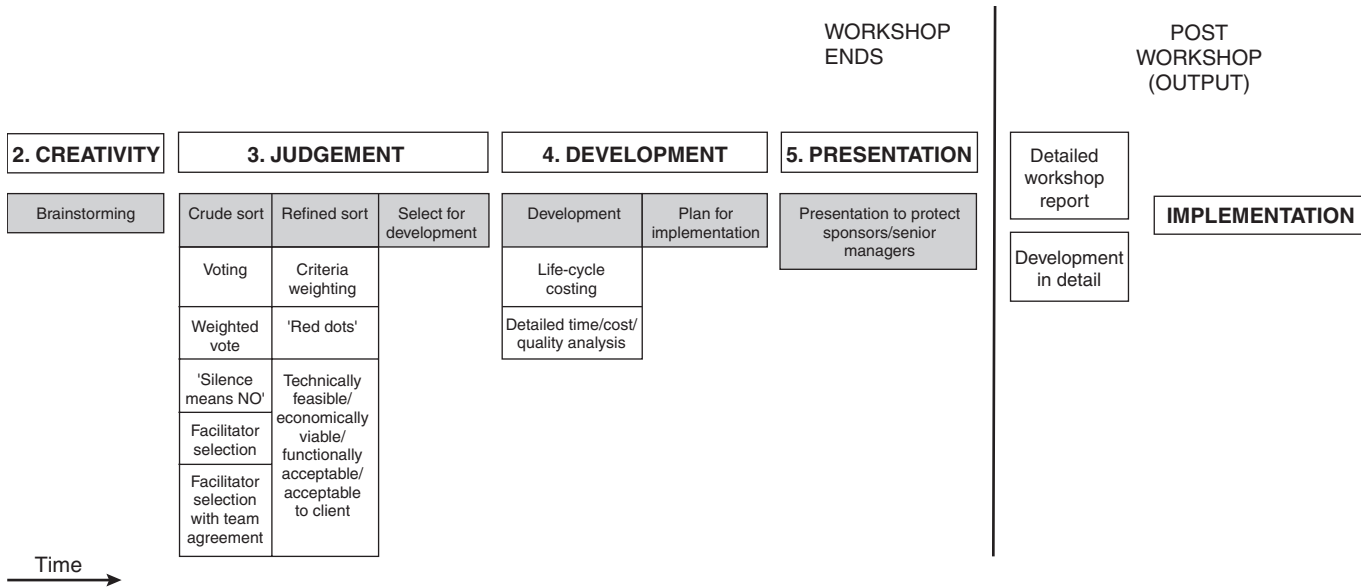 WORKSHOP
ENDS
POST
WORKSHOP
(OUTPUT)
2. CREATIVITY
3. JUDGEMENT
4. DEVELOPMENT
5. PRESENTATION
Detailed
workshop
report
Brainstorming
Crude sort
Refined sort
Select for
development
Development
Plan for
implementation
Presentation to protect
sponsors/senior
managers
IMPLEMENTATION
Voting
Criteria
weighting
Life-cycle
costing
Development
in detail
Weighted
vote
'Red dots'
Detailed time/cost/
quality analysis
'Silence
means NO'
Technically
feasible/
economically
viable/
functionally
acceptable/
acceptable
to client
Facilitator
selection
Facilitator
selection
with team
agreement
Time